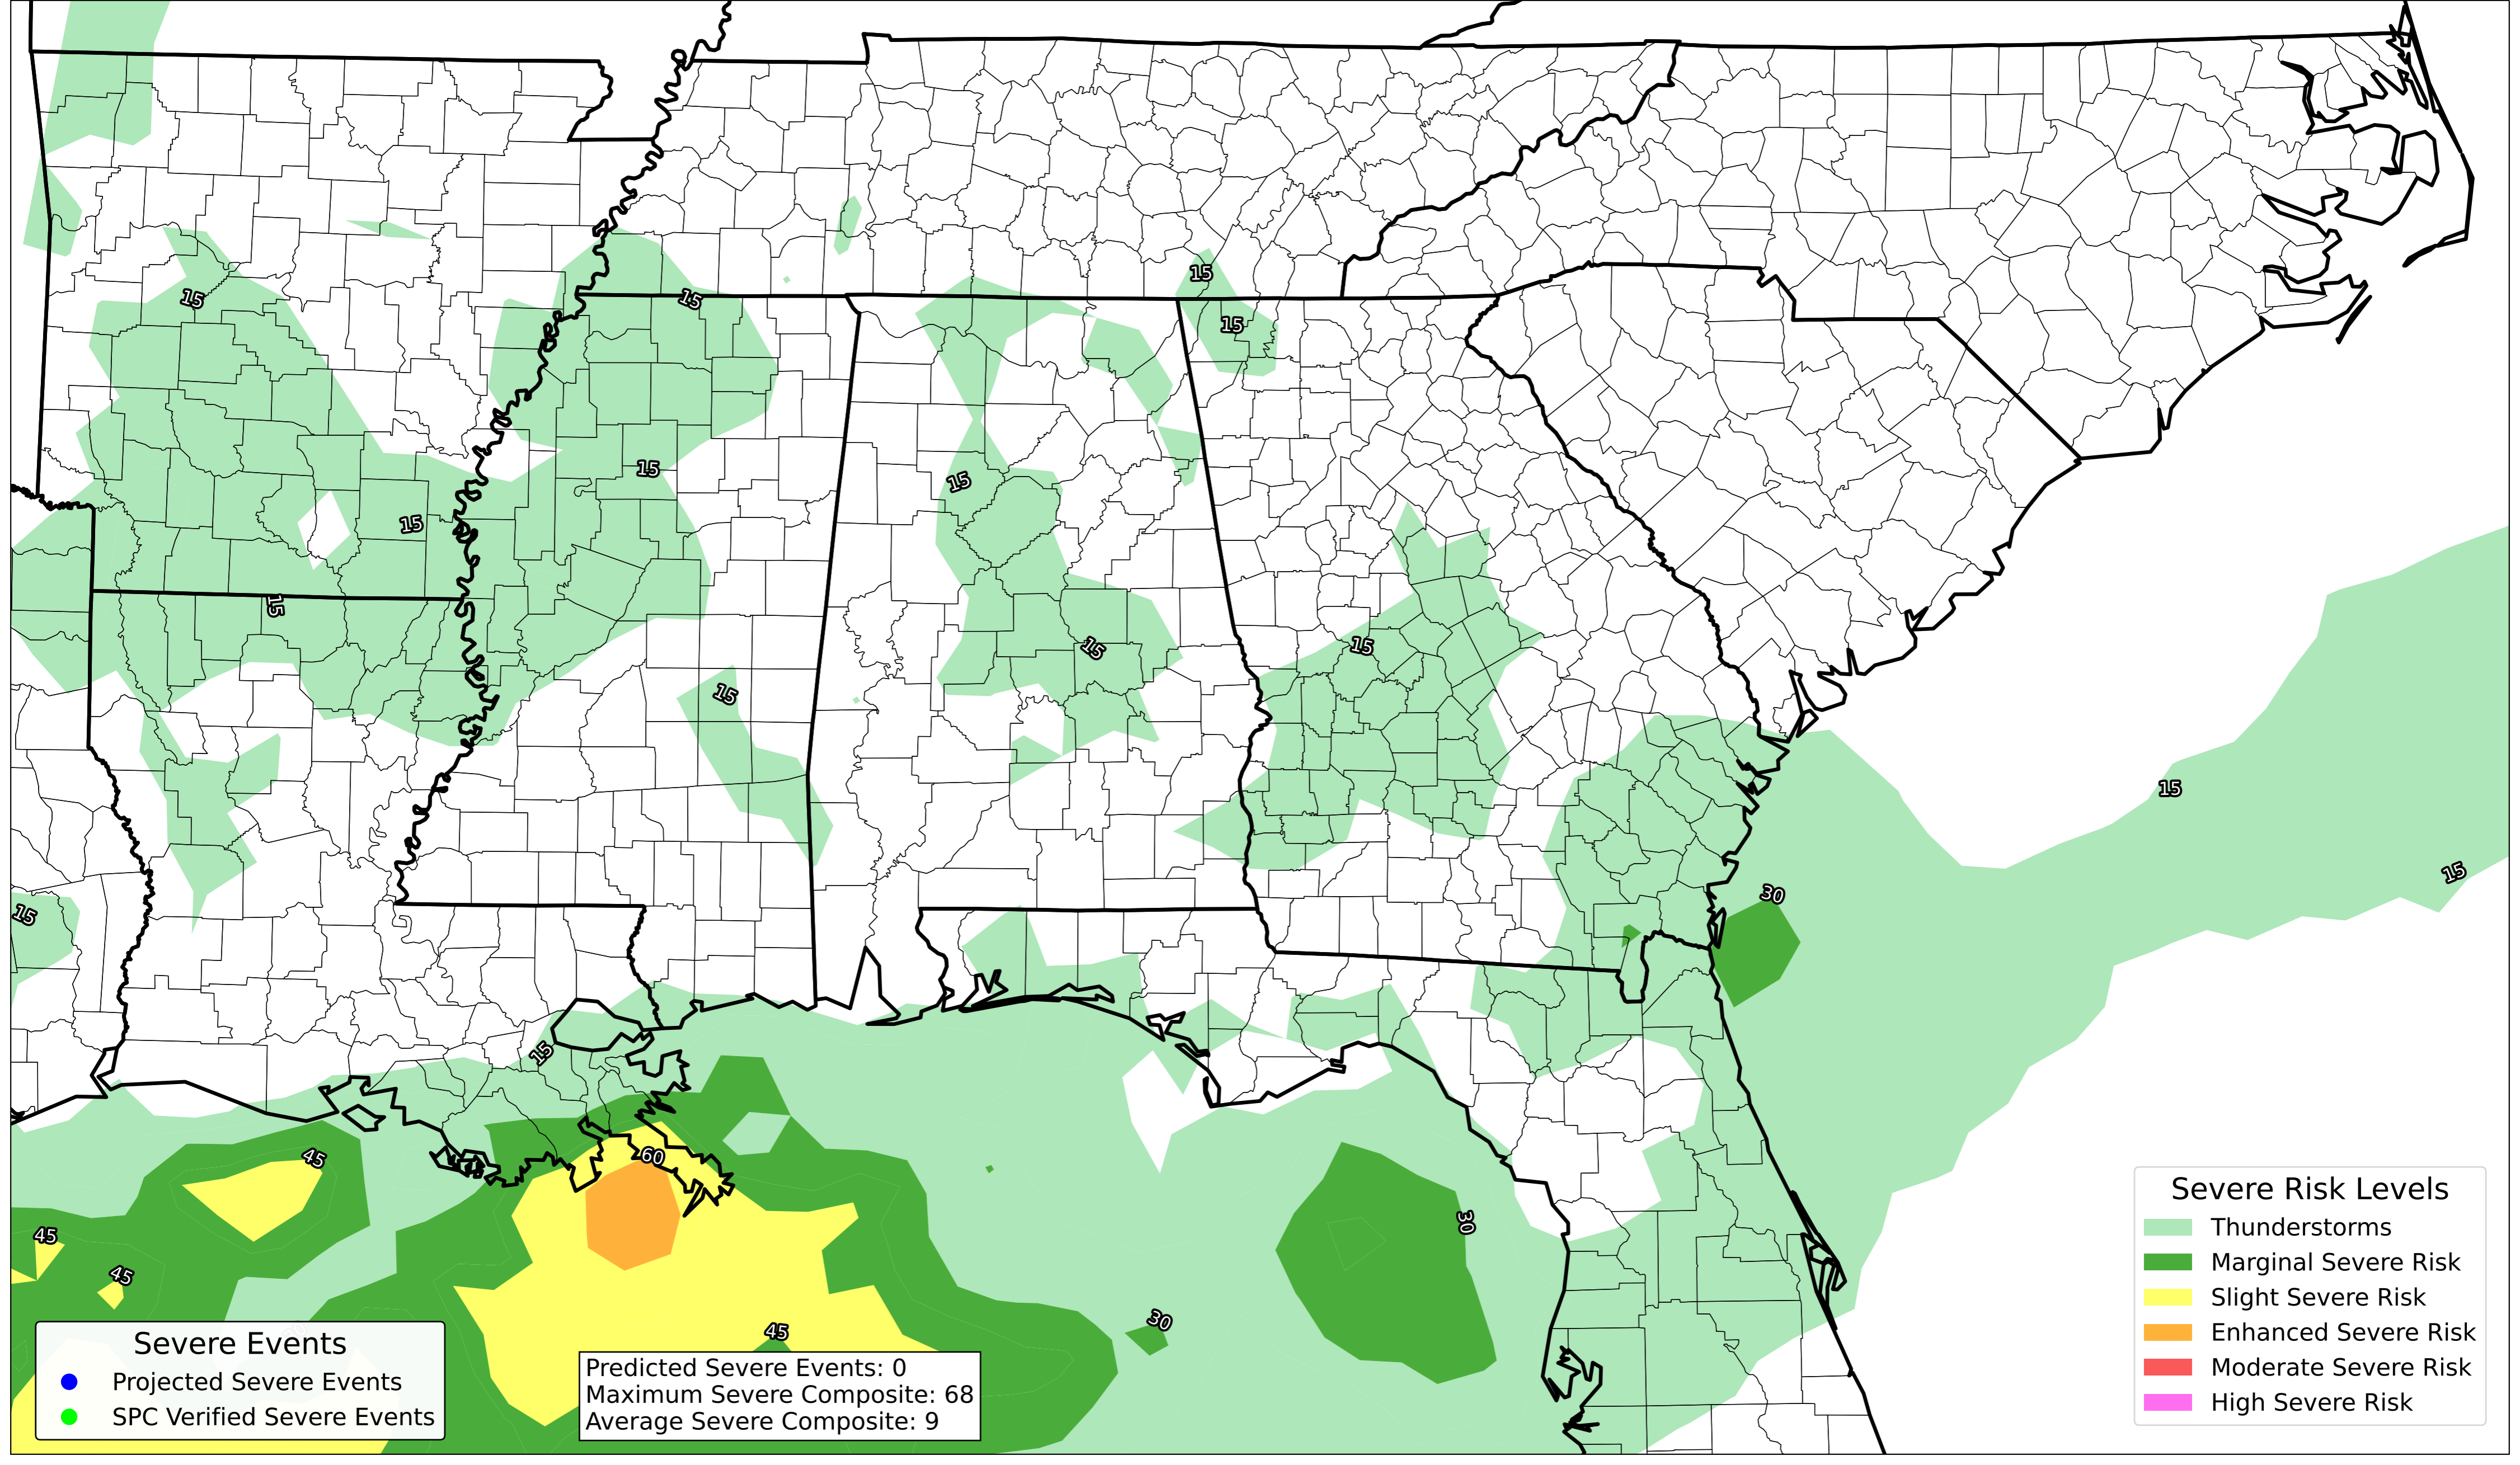 15
15
15
15
15
15
15
15
15
15
15
15
15
15
30
15
15
60
45
45
45
30
30
45
Severe Risk Levels
Thunderstorms
Marginal Severe Risk
Slight Severe Risk
Enhanced Severe Risk
Moderate Severe Risk
High Severe Risk
Severe Events
Projected Severe Events
SPC Verified Severe Events
Predicted Severe Events: 0
Maximum Severe Composite: 68
Average Severe Composite: 9